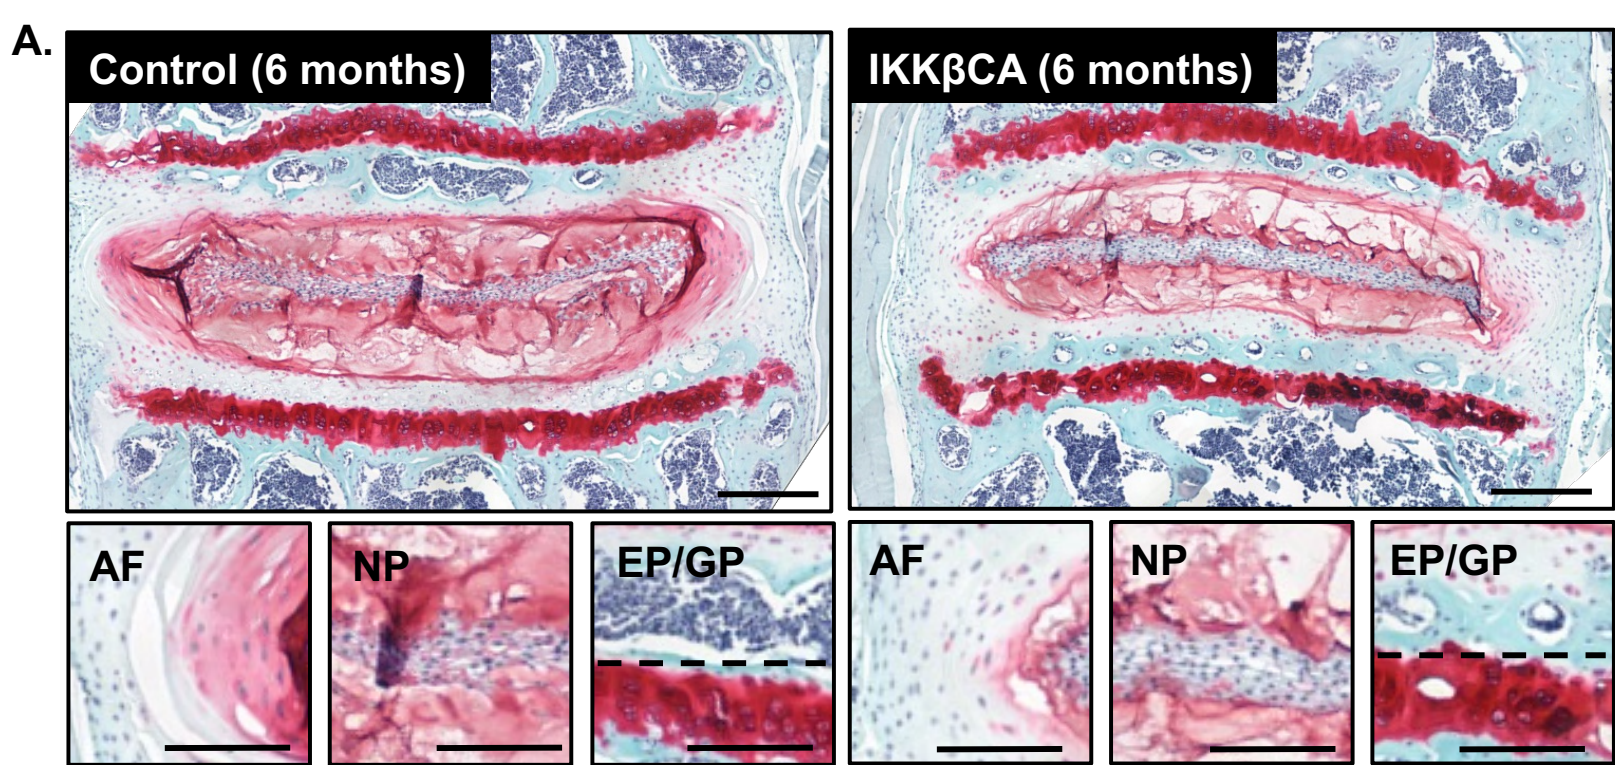 A.
Control (6 months)
IKKβCA (6 months)
AF
NP
EP/GP
AF
NP
EP/GP